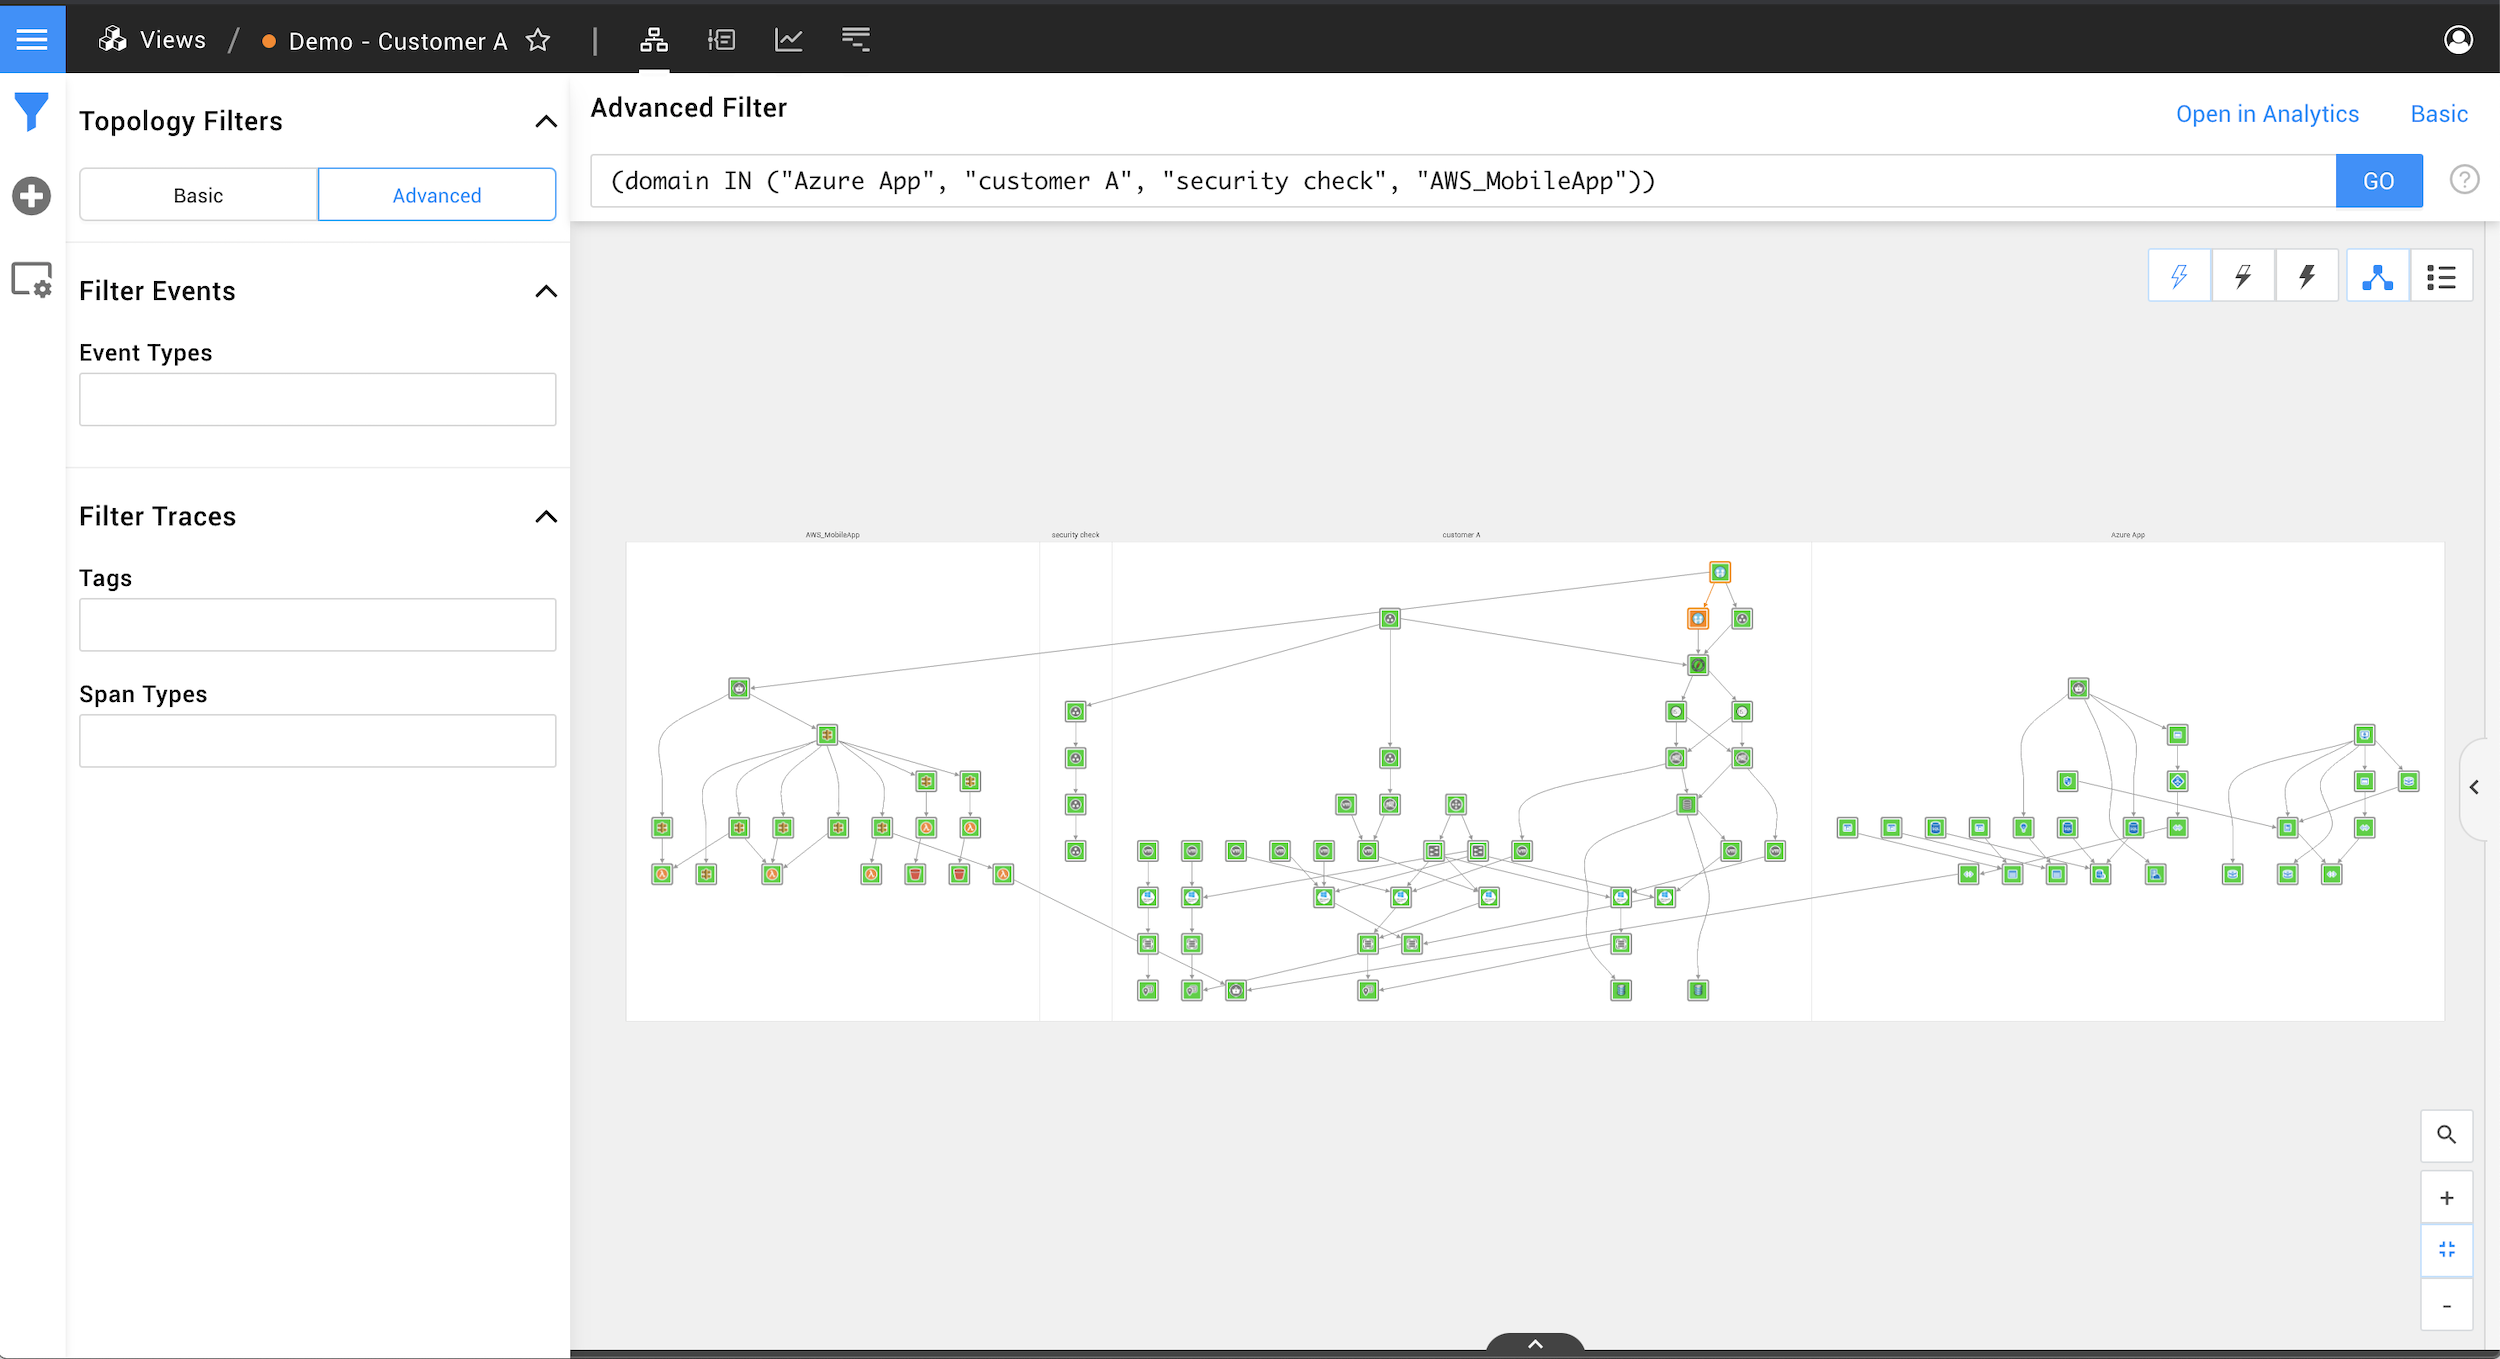 Views / Demo - Customer A
Topology Filters
Basic
Advanced
Filter Events
Event Types
Filter Traces
Tags
Span Types
Advanced Filter
Open in Analytics
Basic
(domain IN ("Azure App", "customer A", "security check", "AWS_MobileApp"))
GO
?
AWS_MobileApp
security check
customer A
Azure App
+
-